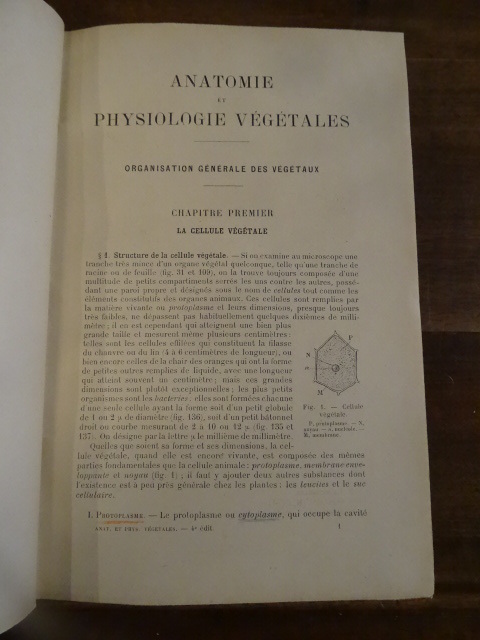 ANATOMIE
ET
PHYSIOLOGIE VÉGÉTALES
ORGANISATION GÉNÉRALE DES VÉGÉTAUX
CHAPITRE PREMIER
LA CELLULE VÉGÉTALE
§ 1. Structure de la cellule végétale. — Si on examine au microscope une
tranche très mince d'un organe végétal quelconque, telle qu'une tranche de
racine ou de feuille (fig. 31 et 109), on la trouve toujours composée d'une
multitude de petits compartiments serrés les uns contre les autres, possé-
dant une paroi propre et désignés sous le nom de cellules tout comme les
éléments constitutifs des organes animaux. Ces cellules sont remplies par
la matière vivante ou protoplasme et leurs dimensions, presque toujours
très faibles, ne dépassent pas habituellement quelques dixièmes de milli-
mètre ; il en est cependant qui atteignent une bien plus
grande taille et mesurent même plusieurs centimètres :
telles sont les cellules effilées qui constituent la filasse
du chanvre ou du lin (4 à 6 centimètres de longueur), ou
bien encore celles de la chair des oranges qui ont la forme
de petites outres remplies de liquide, avec une longueur
qui atteint souvent un centimètre ; mais ces grandes
dimensions sont plutôt exceptionnelles ; les plus petits
organismes sont les bactéries : elles sont formées chacune
d'une seule cellule ayant la forme soit d'un petit globule
de 1 ou 2 μ de diamètre (fig. 136), soit d'un petit bâtonnet
droit ou courbe mesurant de 2 à 10 ou 12 μ (fig. 135 et
137). On désigne par la lettre μ le millième de millimètre.
P
N
n
M
Fig. 1. — Cellule
végétale.
P, protoplasme. — N,
noyau. — n, nucléole. —
M, membrane.
Quelles que soient sa forme et ses dimensions, la cel-
lule végétale, quand elle est encore vivante, est composée des mêmes
parties fondamentales que la cellule animale : protoplasme, membrane enve-
loppante et noyau (fig. 1) ; il faut y ajouter deux autres substances dont
l'existence est à peu près générale chez les plantes : les leucites et le suc
cellulaire.
I. PROTOPLASME. — Le protoplasme ou cytoplasme, qui occupe la cavité
ANAT. ET PHYS. VÉGÉTALES. — 4e édit.
1